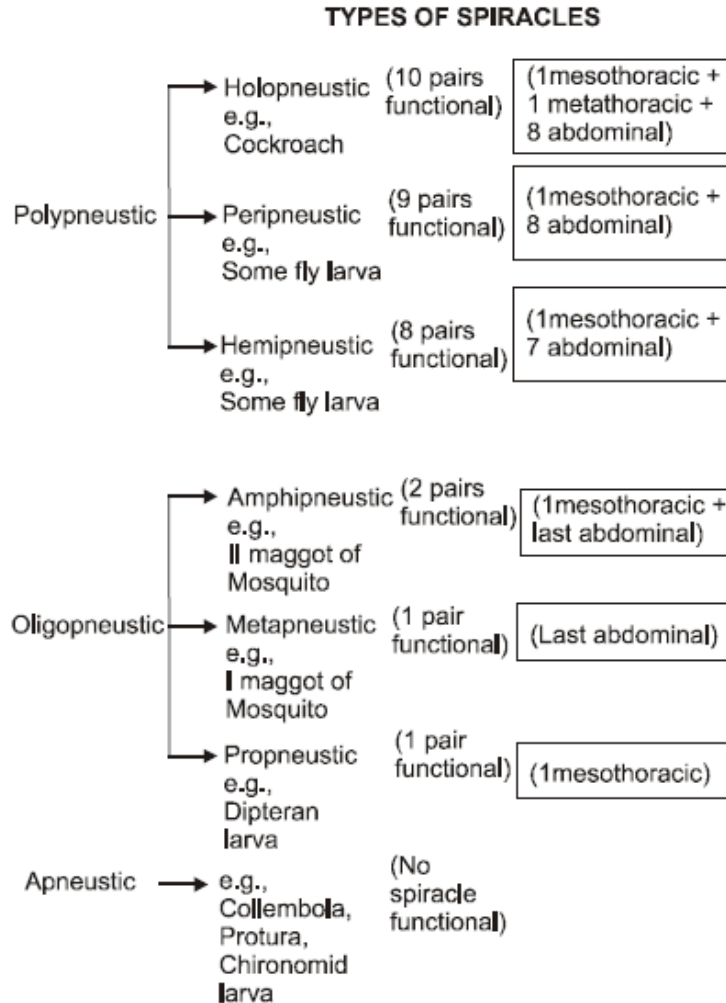 TYPES OF SPIRACLES
Polypneustic
Holopneustic
e.g.,
Cockroach
(10 pairs
functional)
(1mesothoracic +
1 metathoracic +
8 abdominal)
Peripneustic
e.g.,
Some fly larva
(9 pairs
functional)
(1mesothoracic +
8 abdominal)
Hemipneustic
e.g.,
Some fly larva
(8 pairs
functional)
(1mesothoracic +
7 abdominal)
Oligopneustic
Amphipneustic
e.g.,
II maggot of
Mosquito
(2 pairs
functional)
(1mesothoracic +
last abdominal)
Metapneustic
e.g.,
I maggot of
Mosquito
(1 pair
functional)
(Last abdominal)
Propneustic
e.g.,
Dipteran
larva
(1 pair
functional)
(1mesothoracic)
Apneustic
e.g.,
Collembola,
Protura,
Chironomid
larva
(No
spiracle
functional)